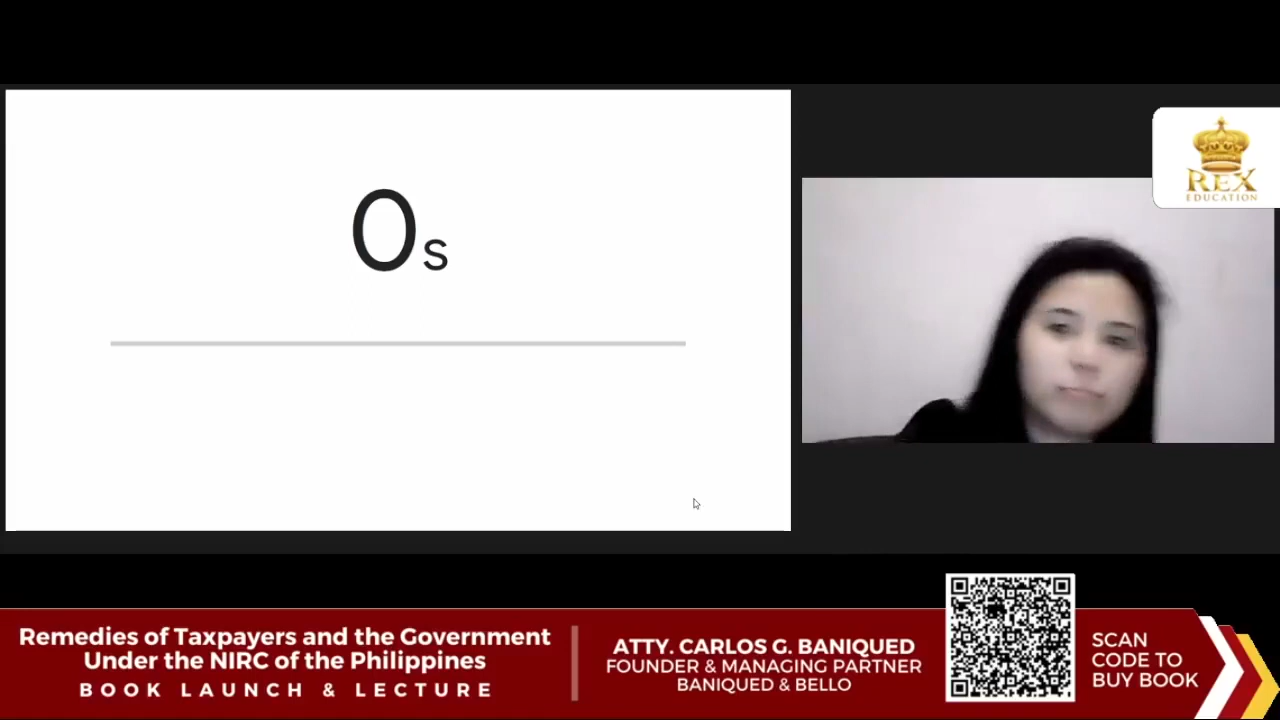 0s
REX
EDUCATION
Remedies of Taxpayers and the Government
Under the NIRC of the Philippines
BOOK LAUNCH & LECTURE
ATTY. CARLOS G. BANIQUED
FOUNDER & MANAGING PARTNER
BANIQUED & BELLO
SCAN
CODE TO
BUY BOOK